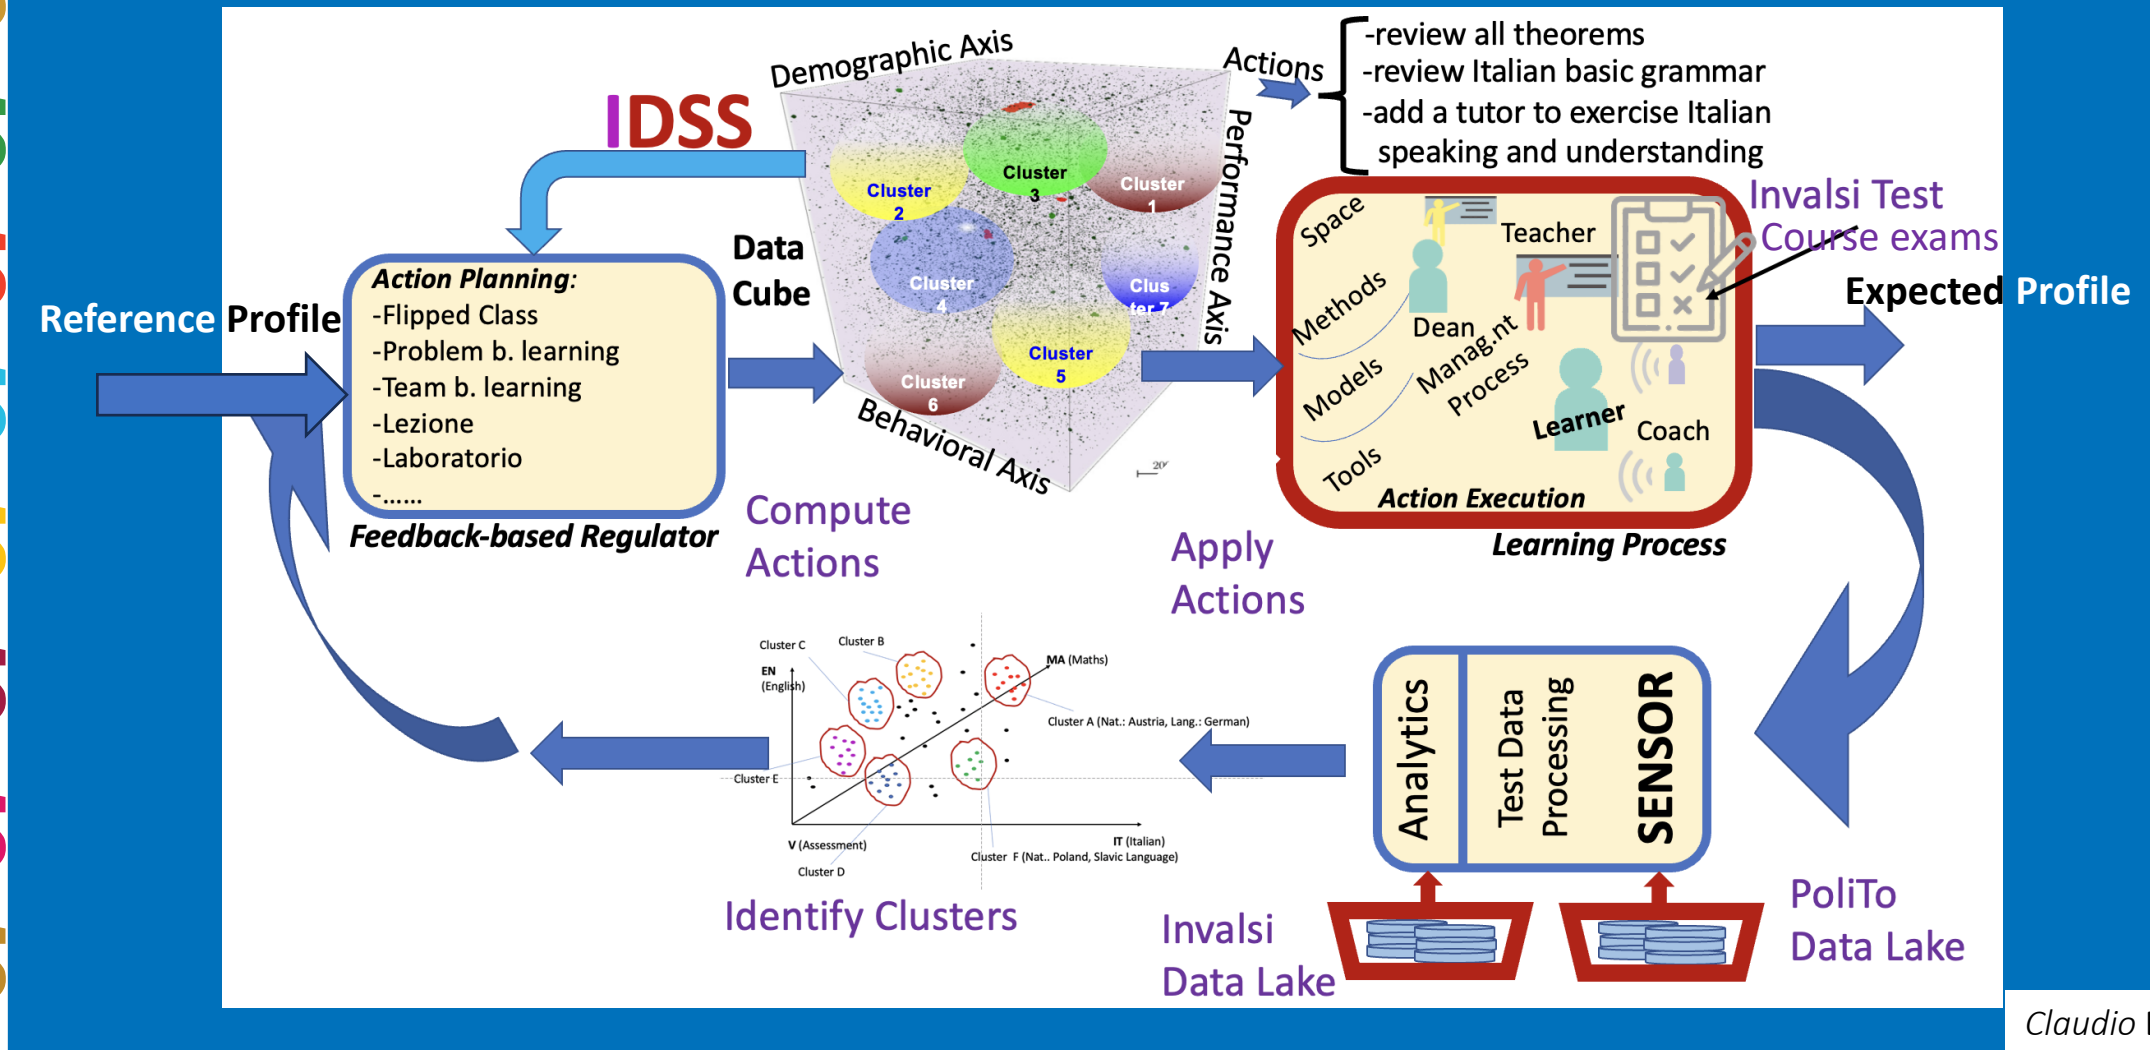 Demographic Axis
Actions
-review all theorems
-review Italian basic grammar
-add a tutor to exercise Italian
speaking and understanding
IDSS
Data
Cube
Cluster
2
Cluster
3
Cluster
1
Cluster
4
Clus
ter 7
Cluster
5
Cluster
6
Performance Axis
Behavioral Axis
20'
Reference Profile
Action Planning:
-Flipped Class
-Problem b. learning
-Team b. learning
-Lezione
-Laboratorio
-......
Feedback-based Regulator
Compute
Actions
Apply
Actions
Space
Methods
Models
Tools
Teacher
Dean
Manag.nt
Process
Learner
Coach
Action Execution
Learning Process
Invalsi Test
Course exams
Expected Profile
Cluster C
Cluster B
EN
(English)
MA (Maths)
Cluster A (Nat.: Austria, Lang.: German)
Cluster E
V (Assessment)
IT (Italian)
Cluster F (Nat.. Poland, Slavic Language)
Cluster D
Identify Clusters
Analytics
Test Data
Processing
SENSOR
Invalsi
Data Lake
PoliTo
Data Lake
Claudio